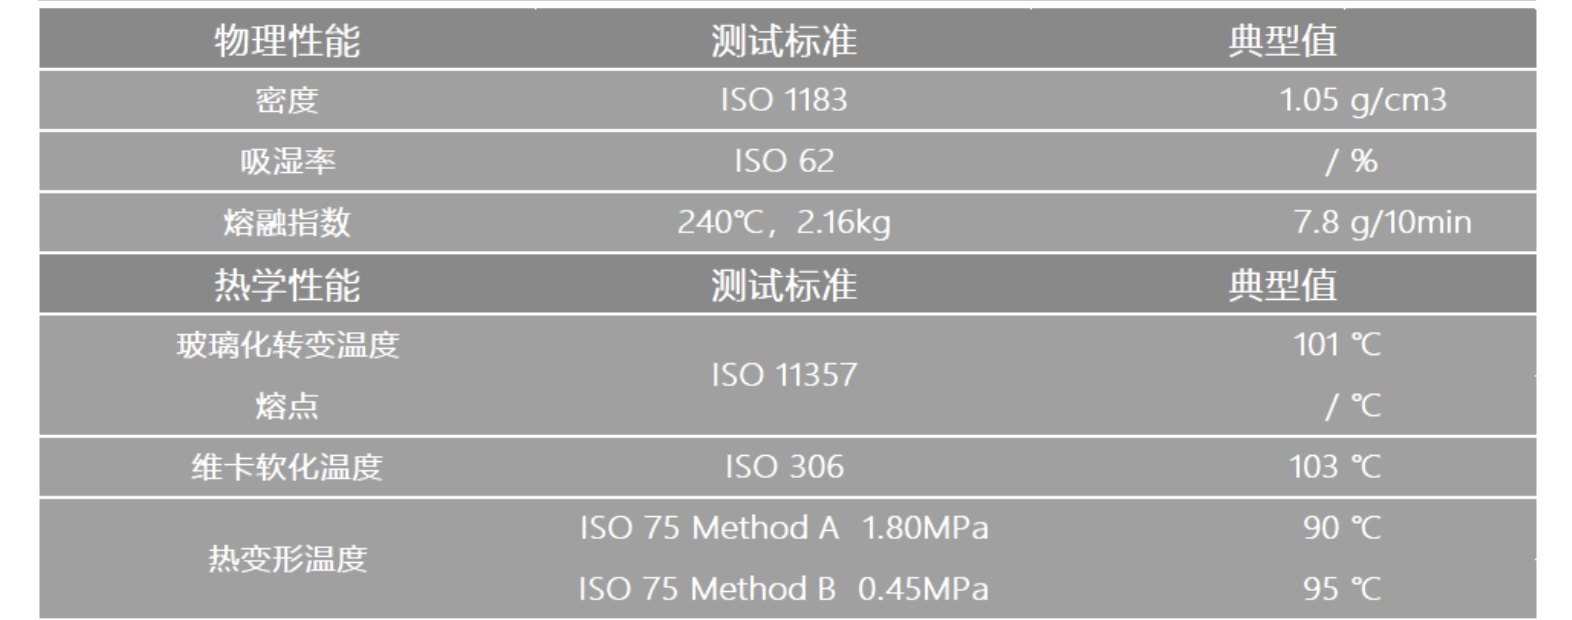 物理性能 测试标准 典型值
密度 ISO 1183 1.05 g/cm3
吸湿率 ISO 62 / %
熔融指数 240℃，2.16kg 7.8 g/10min
热学性能 测试标准 典型值
玻璃化转变温度 101 ℃
ISO 11357
熔点 / ℃
维卡软化温度 ISO 306 103 ℃
ISO 75 Method A 1.80MPa 90 ℃
热变形温度
ISO 75 Method B 0.45MPa 95 ℃